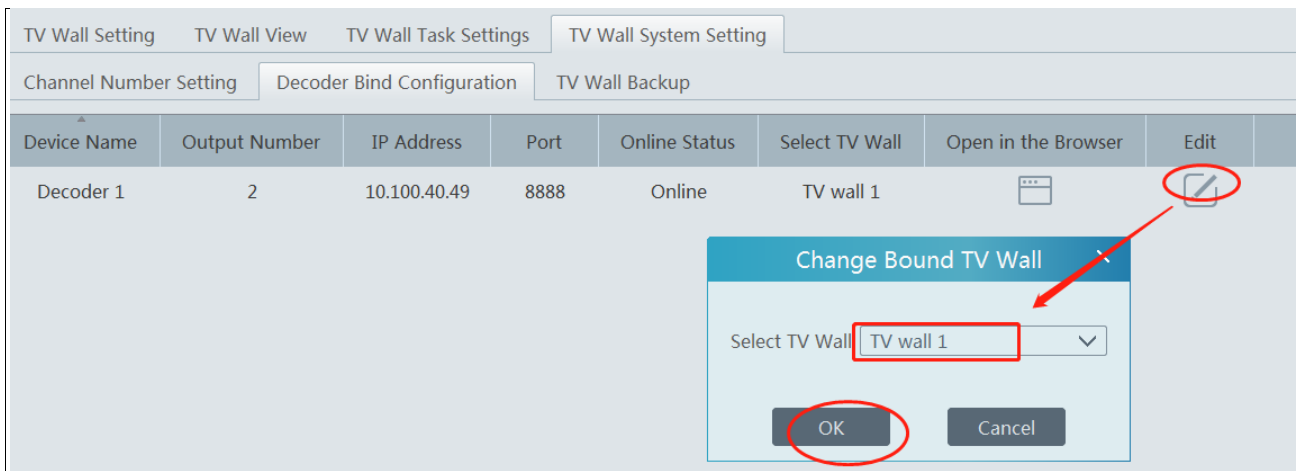 TV Wall Setting TV Wall View TV Wall Task Settings TV Wall System Setting
Channel Number Setting Decoder Bind Configuration TV Wall Backup
Device Name Output Number IP Address Port Online Status Select TV Wall Open in the Browser Edit
Decoder 1 2 10.100.40.49 8888 Online TV wall 1
Change Bound TV Wall
Select TV Wall TV wall 1
OK Cancel